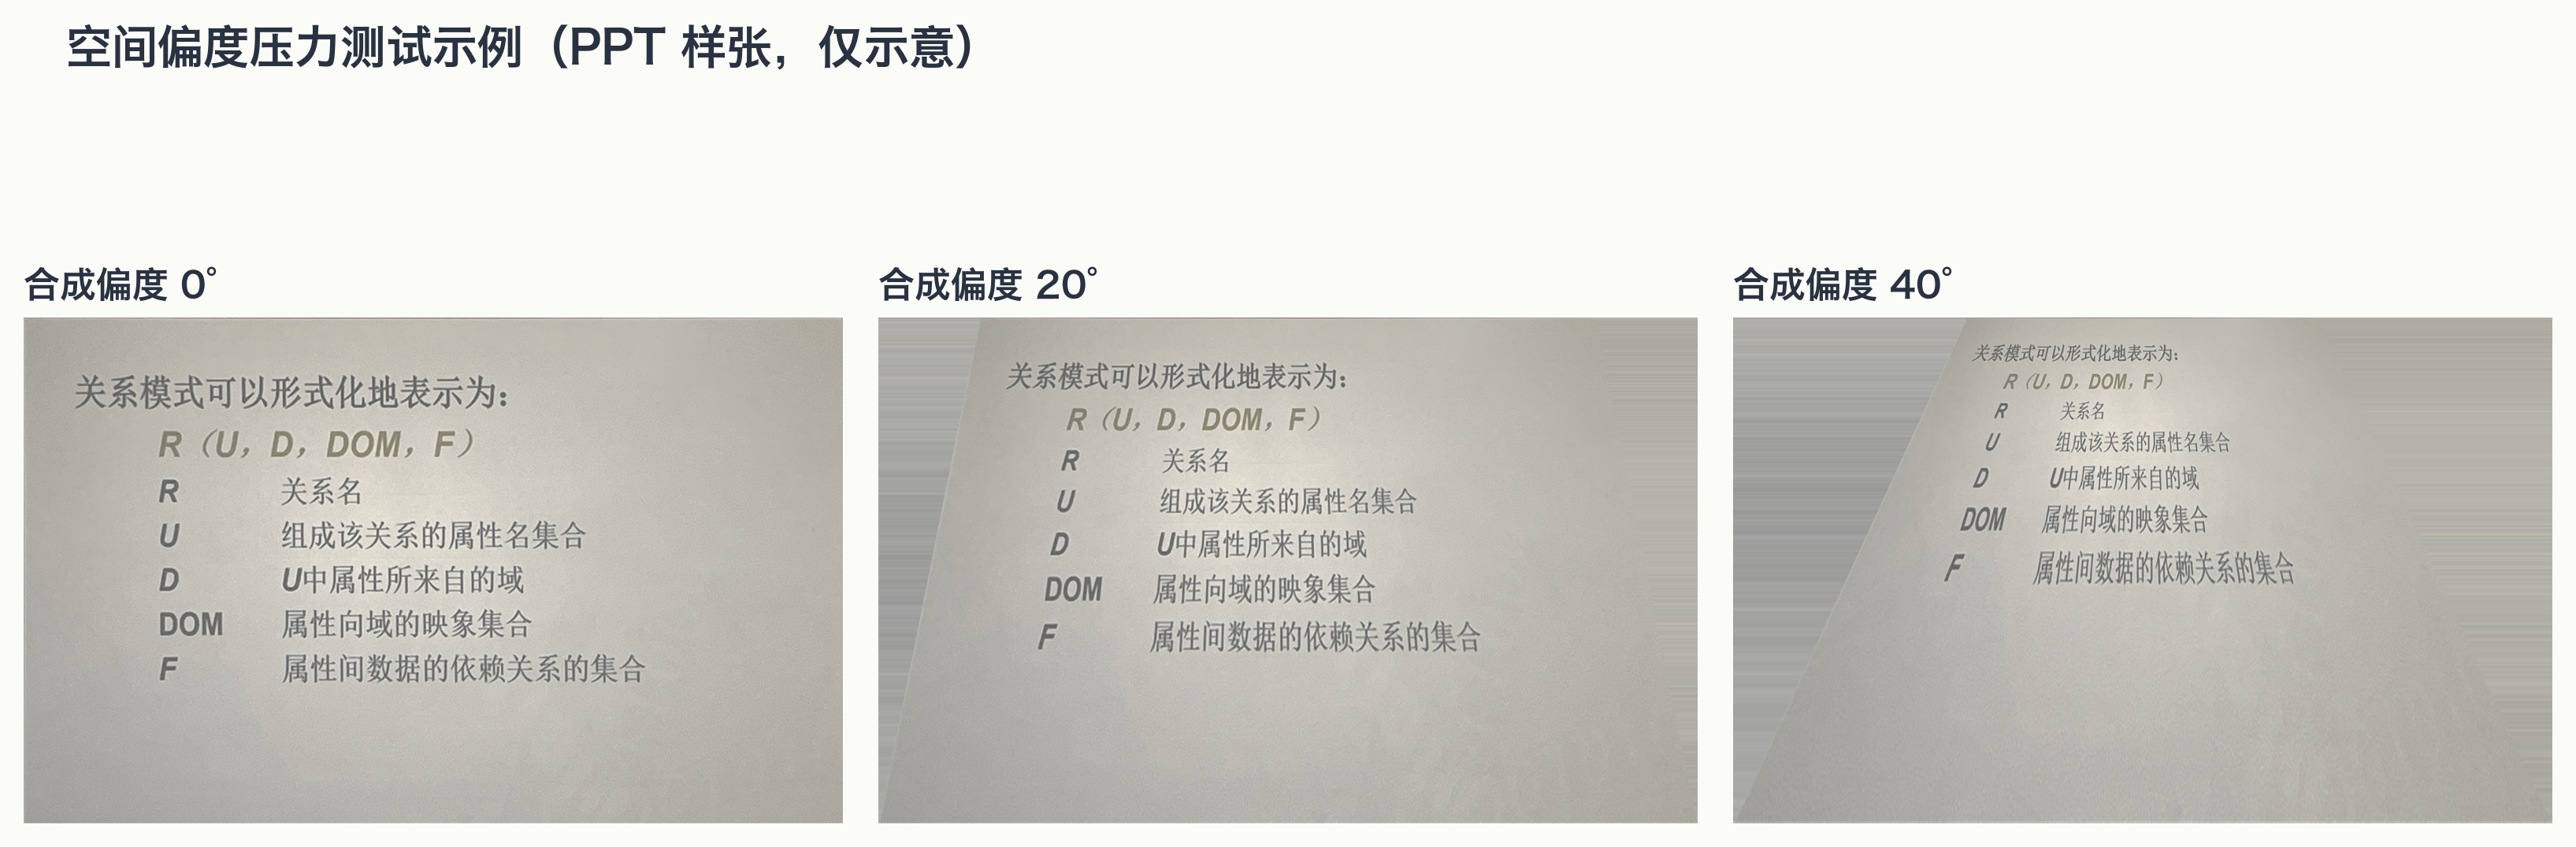 空间偏度压力测试示例（PPT 样张，仅示意）
合成偏度 0°
关系模式可以形式化地表示为：
R（U，D，DOM，F）
R 关系名
U 组成该关系的属性名集合
D U中属性所来自的域
DOM 属性向域的映象集合
F 属性间数据的依赖关系的集合
合成偏度 20°
关系模式可以形式化地表示为：
R（U，D，DOM，F）
R 关系名
U 组成该关系的属性名集合
D U中属性所来自的域
DOM 属性向域的映象集合
F 属性间数据的依赖关系的集合
合成偏度 40°
关系模式可以形式化地表示为：
R（U，D，DOM，F）
R 关系名
U 组成该关系的属性名集合
D U中属性所来自的域
DOM 属性向域的映象集合
F 属性间数据的依赖关系的集合